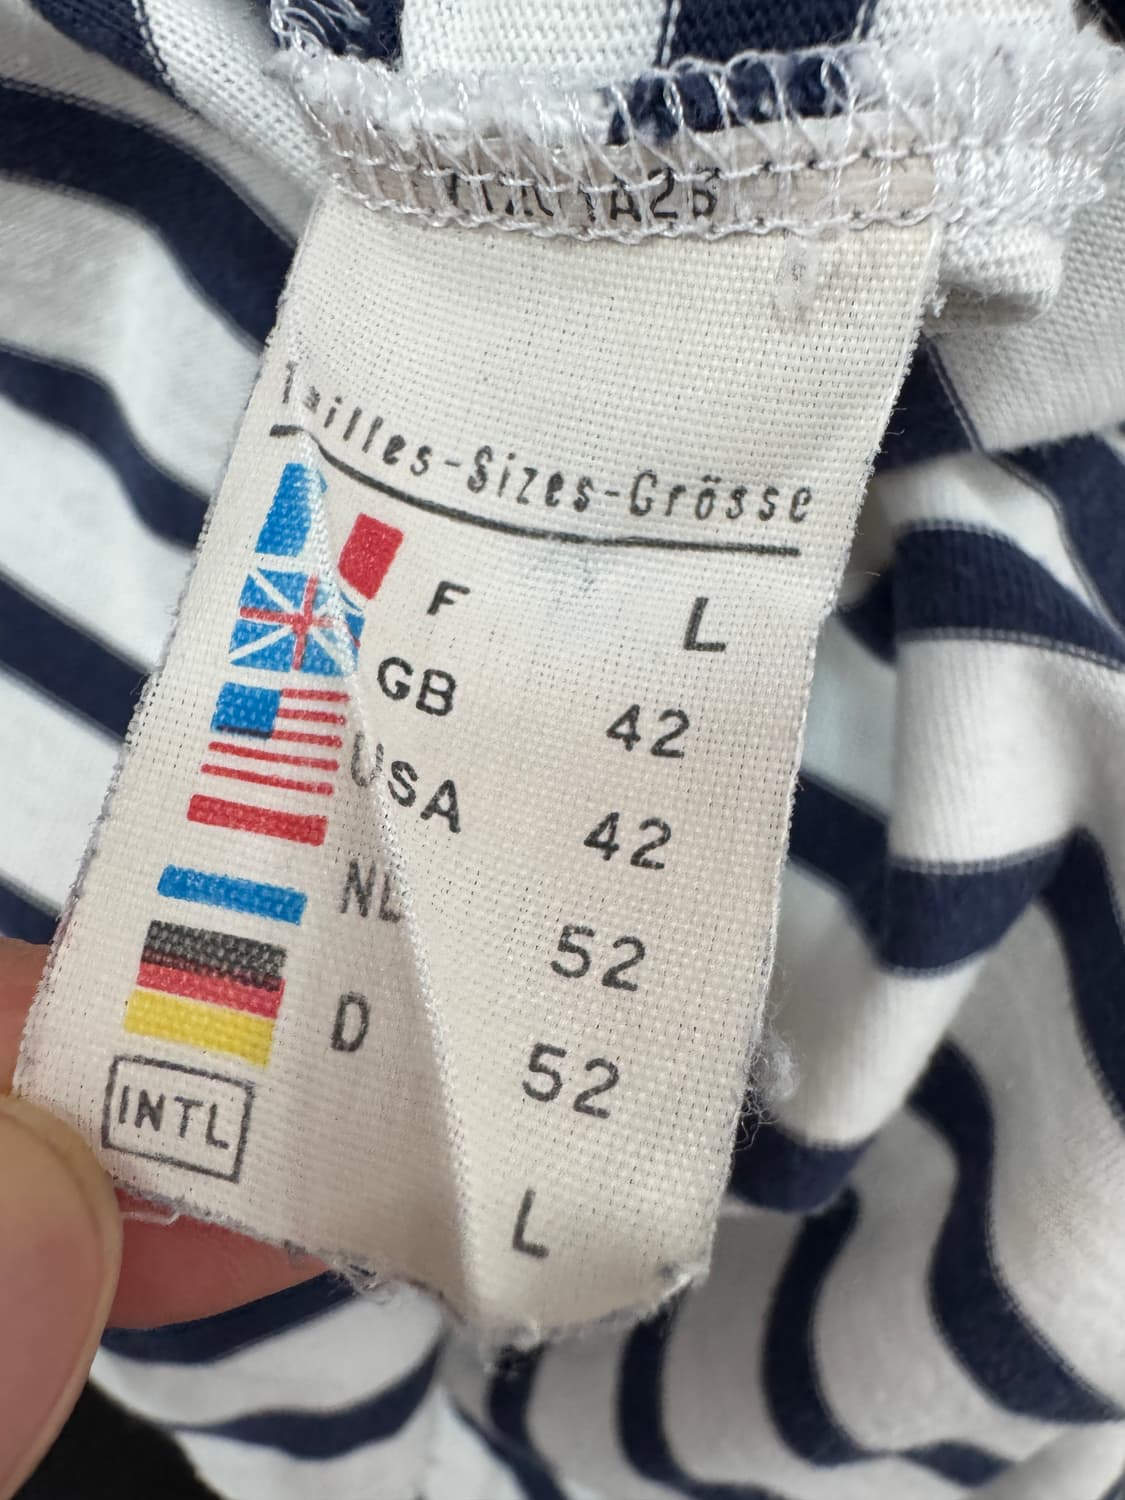 Tailles-Sizes-Grösse
F L
GB 42
USA 42
NL 52
D 52
INTL L